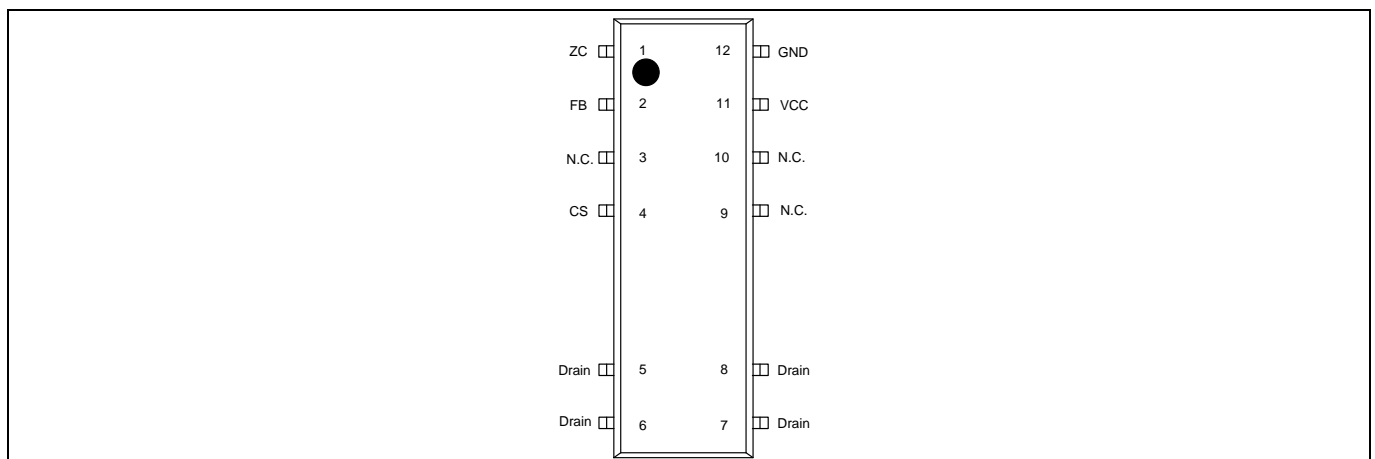 ZC 1 12 GND
FB 2 11 VCC
N.C. 3 10 N.C.
CS 4 9 N.C.
Drain 5 8 Drain
Drain 6 7 Drain